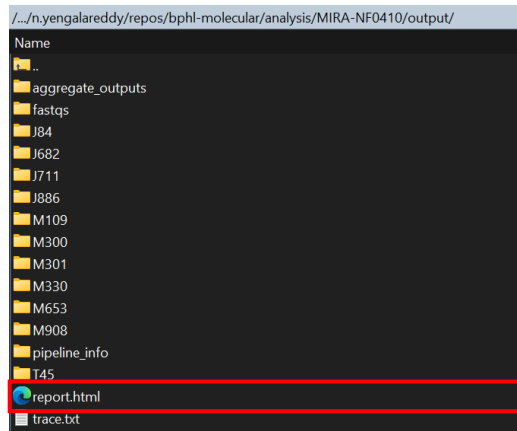 /.../n.yengalareddy/repos/bphl-molecular/analysis/MIRA-NF0410/output/
Name
..
aggregate_outputs
fastqs
J84
J682
J711
J886
M109
M300
M301
M330
M653
M908
pipeline_info
T45
report.html
trace.txt